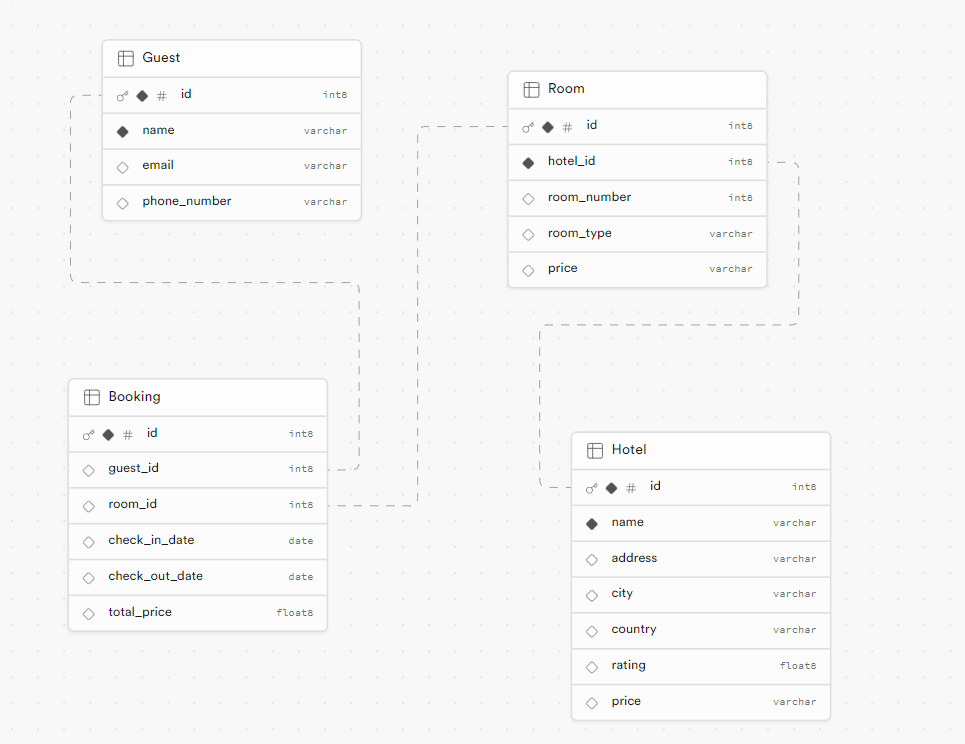 Guest
# id int8
name varchar
email varchar
phone_number varchar
Room
# id int8
hotel_id int8
room_number int8
room_type varchar
price varchar
Booking
# id int8
guest_id int8
room_id int8
check_in_date date
check_out_date date
total_price float8
Hotel
# id int8
name varchar
address varchar
city varchar
country varchar
rating float8
price varchar